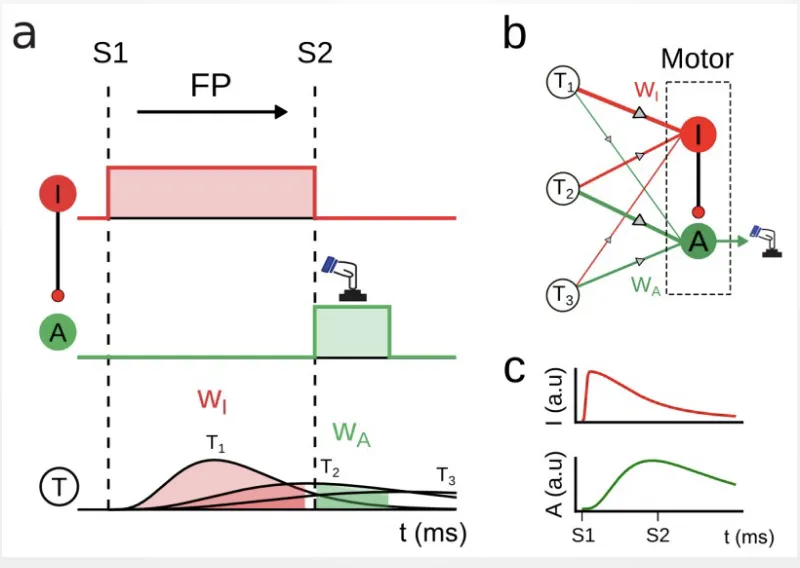 a
S1
S2
FP
I
A
W_I
W_A
T
T_1
T_2
T_3
t (ms)
b
Motor
T_1
T_2
T_3
W_I
I
A
W_A
c
I (a.u)
A (a.u)
S1
S2
t (ms)